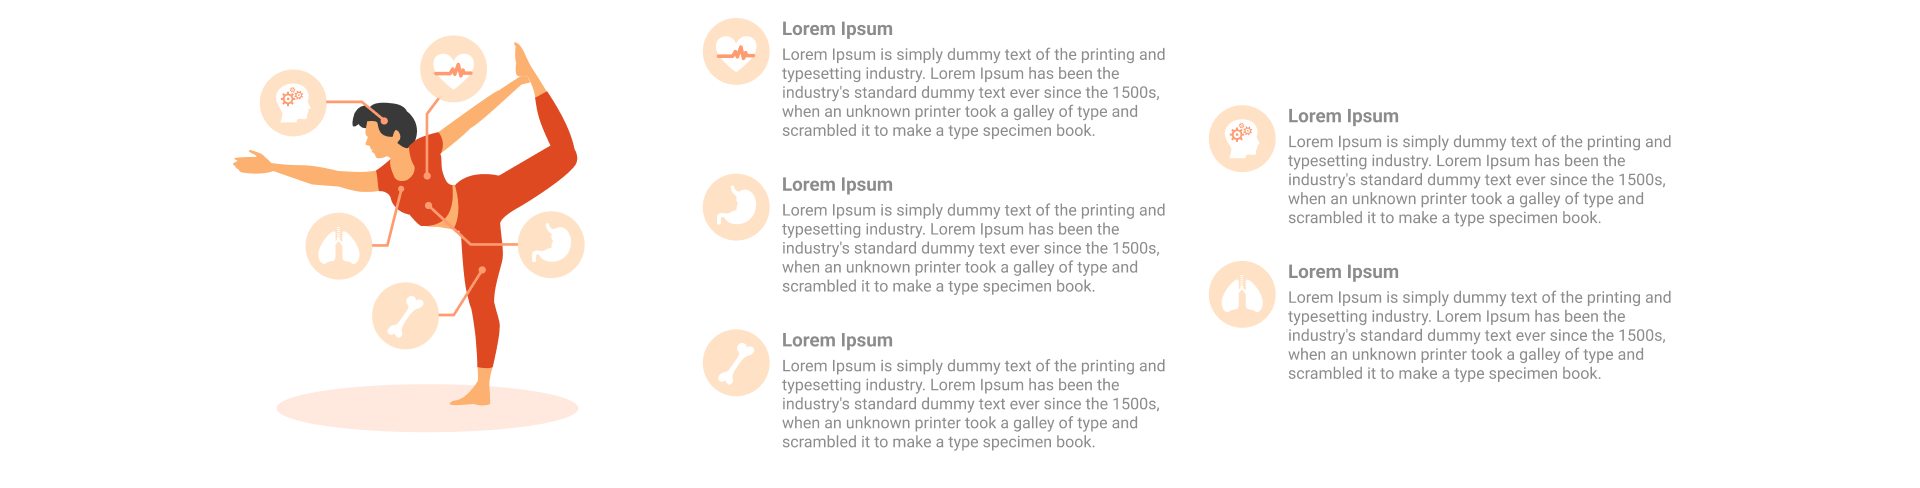 Lorem Ipsum
Lorem Ipsum is simply dummy text of the printing and
typesetting industry. Lorem Ipsum has been the
industry's standard dummy text ever since the 1500s,
when an unknown printer took a galley of type and
scrambled it to make a type specimen book.
Lorem Ipsum
Lorem Ipsum is simply dummy text of the printing and
typesetting industry. Lorem Ipsum has been the
industry's standard dummy text ever since the 1500s,
when an unknown printer took a galley of type and
scrambled it to make a type specimen book.
Lorem Ipsum
Lorem Ipsum is simply dummy text of the printing and
typesetting industry. Lorem Ipsum has been the
industry's standard dummy text ever since the 1500s,
when an unknown printer took a galley of type and
scrambled it to make a type specimen book.
Lorem Ipsum
Lorem Ipsum is simply dummy text of the printing and
typesetting industry. Lorem Ipsum has been the
industry's standard dummy text ever since the 1500s,
when an unknown printer took a galley of type and
scrambled it to make a type specimen book.
Lorem Ipsum
Lorem Ipsum is simply dummy text of the printing and
typesetting industry. Lorem Ipsum has been the
industry's standard dummy text ever since the 1500s,
when an unknown printer took a galley of type and
scrambled it to make a type specimen book.